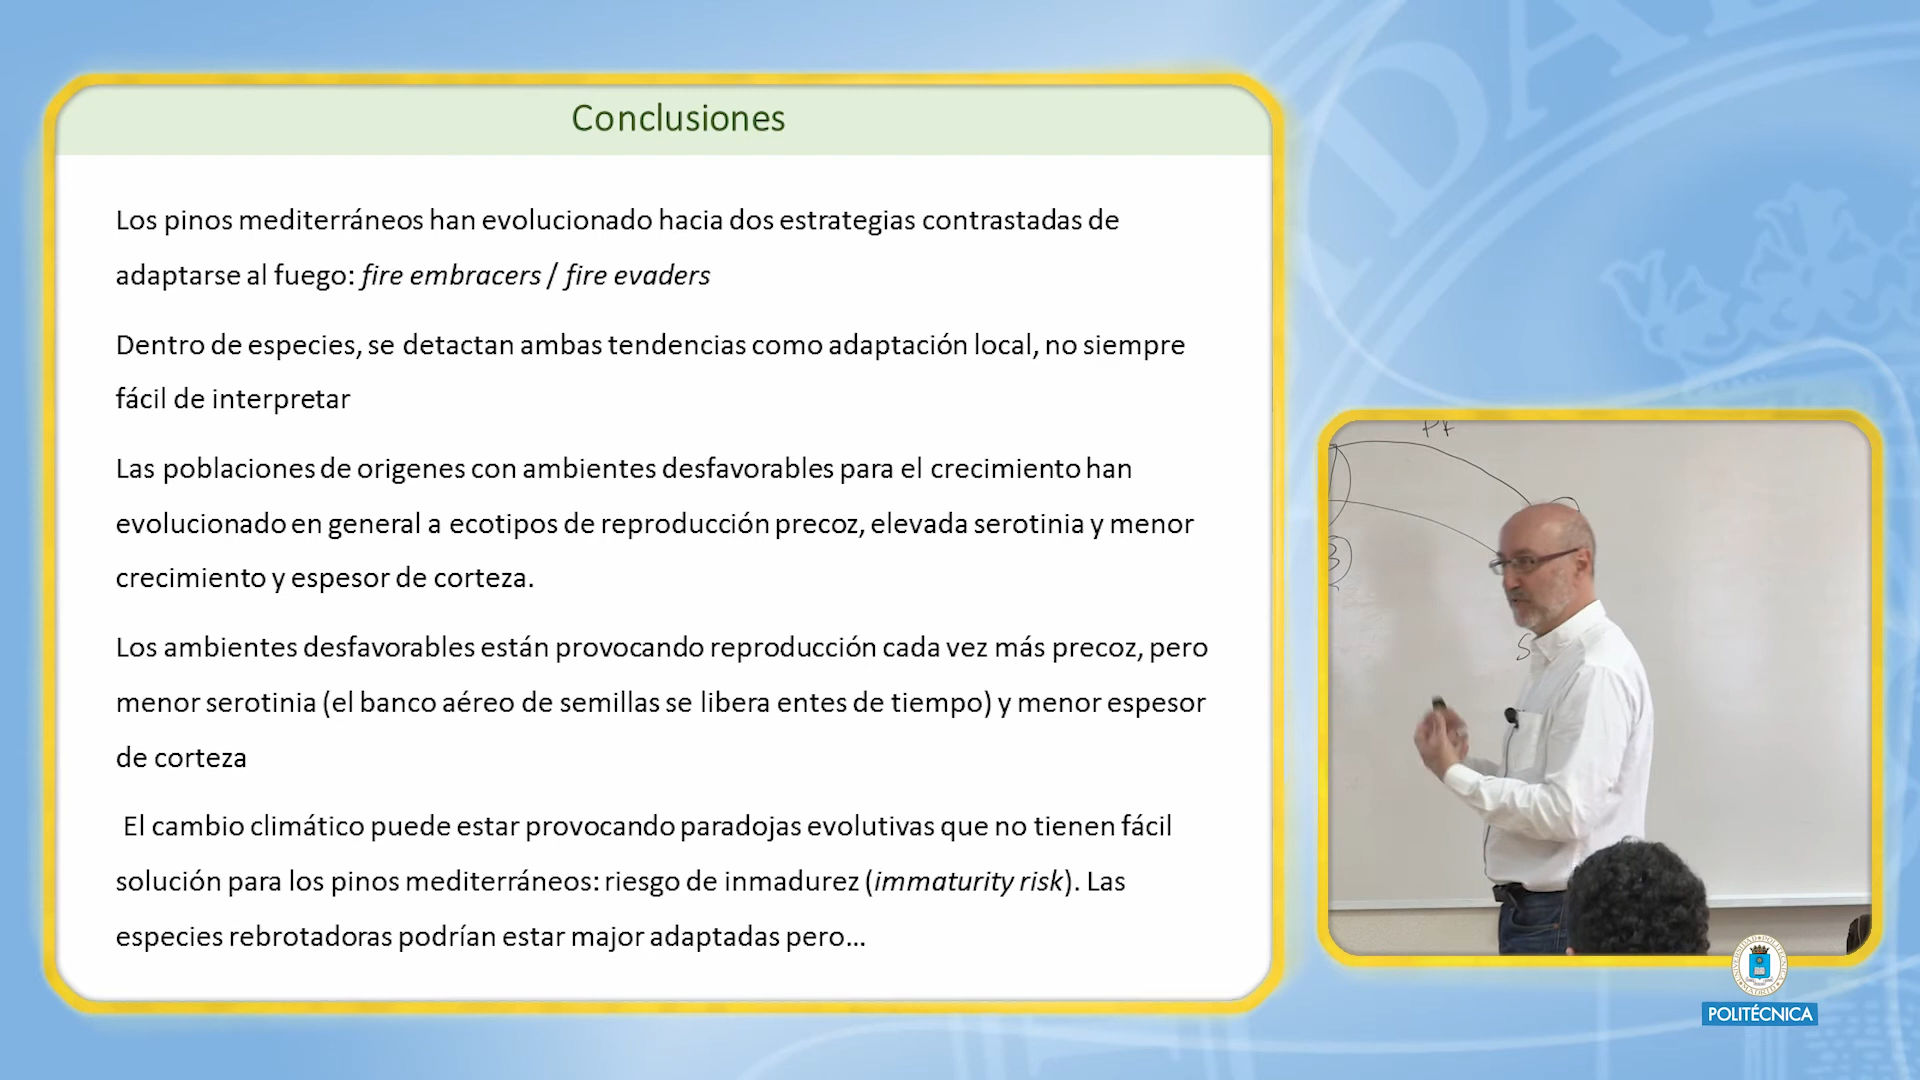 Conclusiones
Los pinos mediterráneos han evolucionado hacia dos estrategias contrastadas de
adaptarse al fuego: fire embracers / fire evaders
Dentro de especies, se detactan ambas tendencias como adaptación local, no siempre
fácil de interpretar
Las poblaciones de origenes con ambientes desfavorables para el crecimiento han
evolucionado en general a ecotipos de reproducción precoz, elevada serotinia y menor
crecimiento y espesor de corteza.
Los ambientes desfavorables están provocando reproducción cada vez más precoz, pero
menor serotinia (el banco aéreo de semillas se libera entes de tiempo) y menor espesor
de corteza
El cambio climático puede estar provocando paradojas evolutivas que no tienen fácil
solución para los pinos mediterráneos: riesgo de inmadurez (immaturity risk). Las
especies rebrotadoras podrían estar major adaptadas pero...
POLITÉCNICA